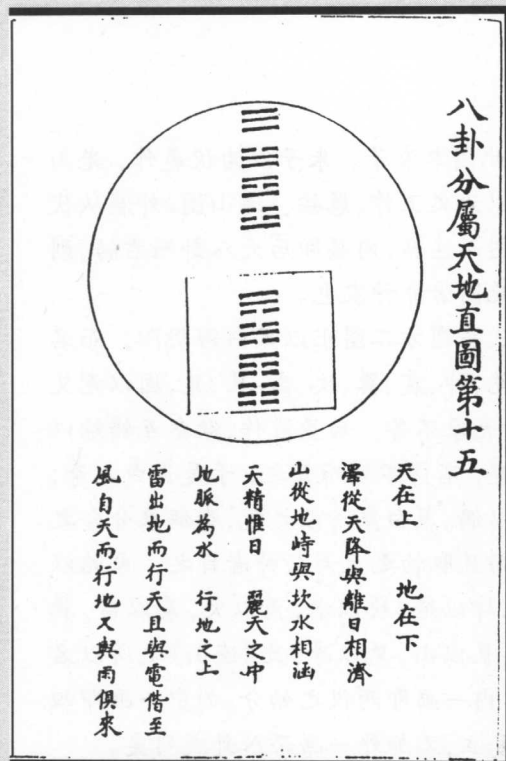 八卦分屬天地直圖第十五
天在上　地在下
澤從天降與離日相濟
山從地峙與坎水相涵
火精惟日　麗天之中
地脈為水　行地之上
雷出地而行天且與電偕至
風自天而行地又與雨俱來